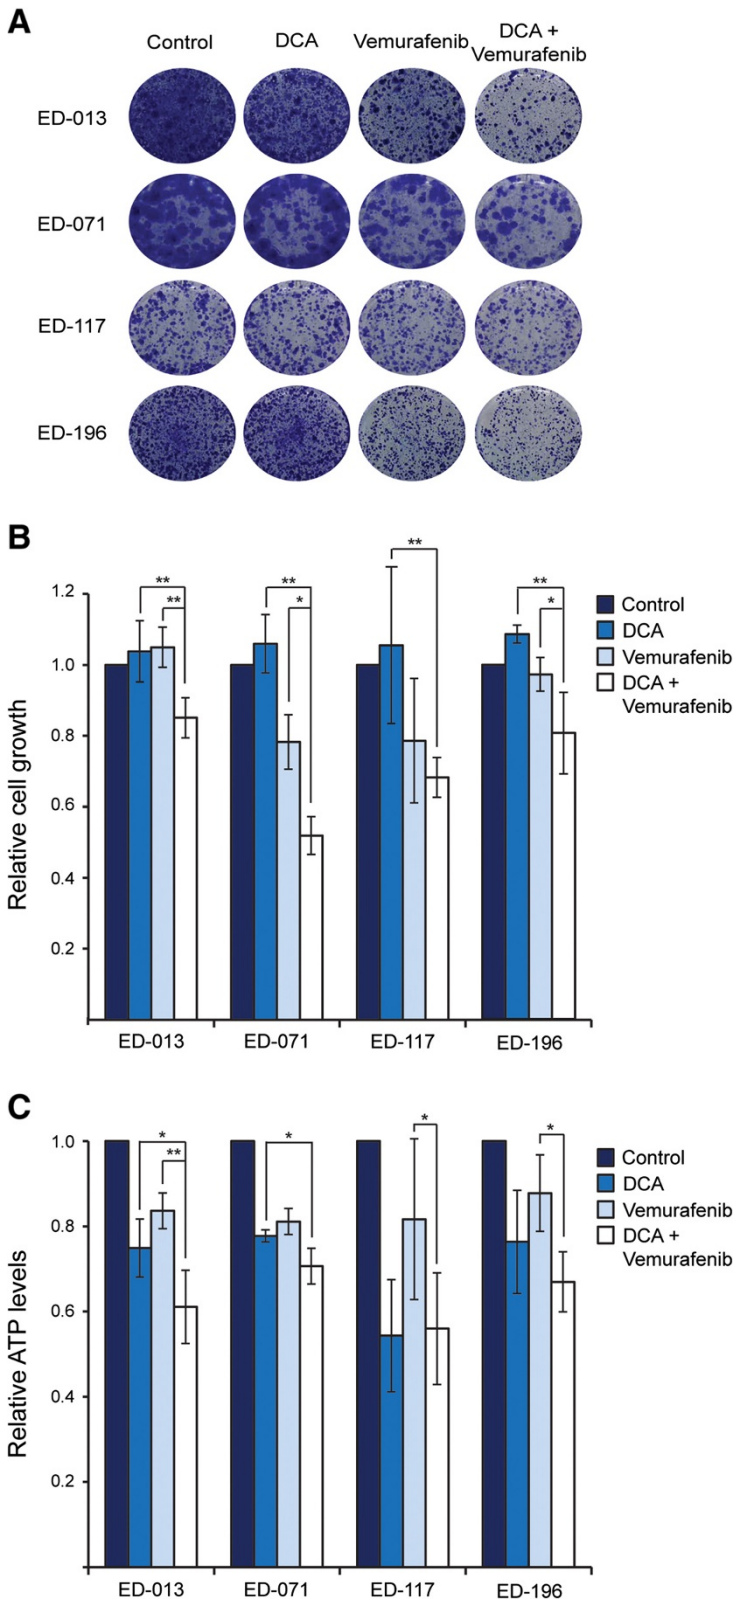 A
Control
DCA
Vemurafenib
DCA +
Vemurafenib
ED-013
ED-071
ED-117
ED-196
B
Relative cell growth
1.2
1.0
0.8
0.6
0.4
0.2
**
**
**
*
**
**
*
Control
DCA
Vemurafenib
DCA +
Vemurafenib
ED-013
ED-071
ED-117
ED-196
C
Relative ATP levels
1.0
0.8
0.6
0.4
0.2
*
**
*
*
*
Control
DCA
Vemurafenib
DCA +
Vemurafenib
ED-013
ED-071
ED-117
ED-196